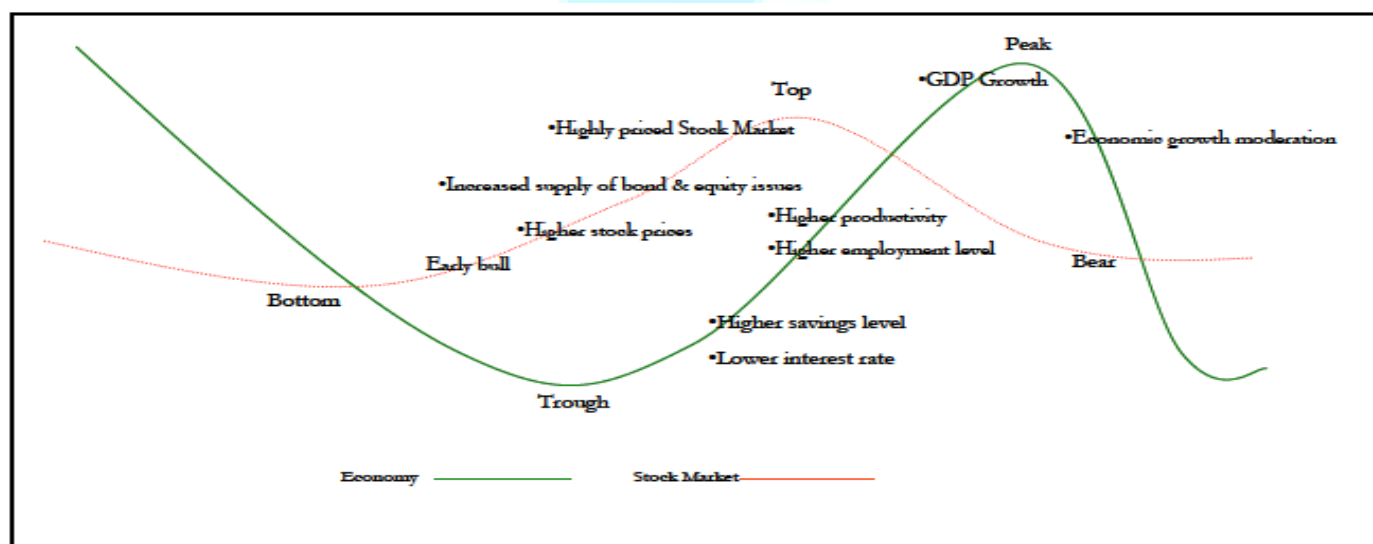 Peak
•GDP Growth
Top
•Highly priced Stock Market
•Economic growth moderation
•Increased supply of bond & equity issues
•Higher productivity
•Higher stock prices
•Higher employment level
Early bull
Bear
Bottom
•Higher savings level
•Lower interest rate
Trough
Economy
Stock Market